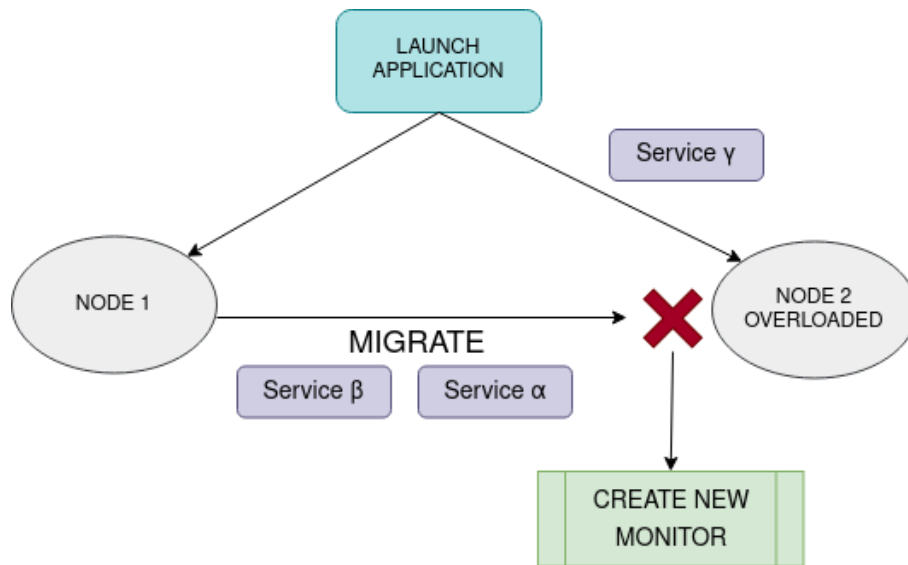 LAUNCH
APPLICATION
Service γ
NODE 1
NODE 2
OVERLOADED
MIGRATE
Service β
Service α
CREATE NEW
MONITOR